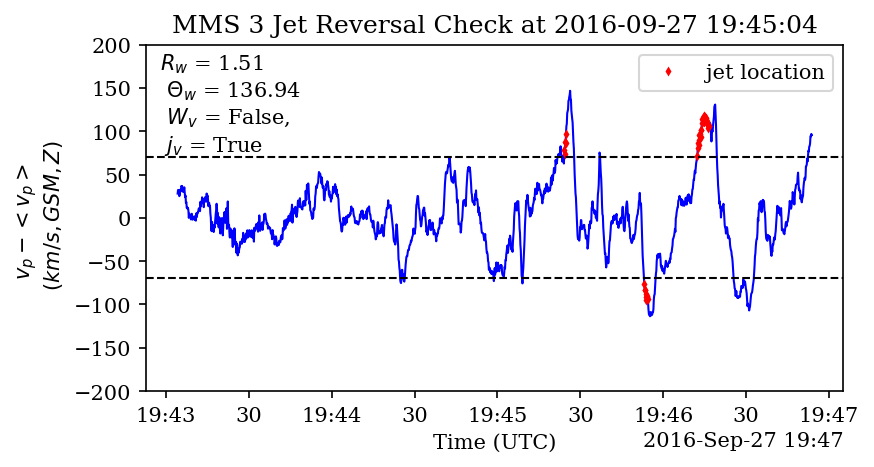 MMS 3 Jet Reversal Check at 2016-09-27 19:45:04
200
150
100
50
0
−50
−100
−150
−200
v_p − <v_p>
(km/s, GSM, Z)
R_w = 1.51
Θ_w = 136.94
W_v = False,
j_v = True
jet location
19:43 30 19:44 30 19:45 30 19:46 30 19:47
Time (UTC)
2016-Sep-27 19:47